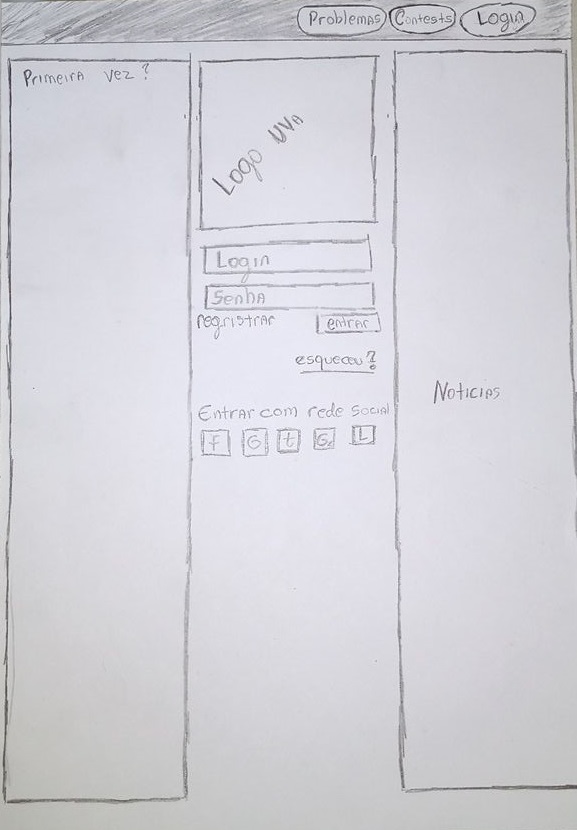 Problemas Contests Login
Primeira vez?
Logo UVA
Login
Senha
registrar entrar
esqueceu?
Entrar com rede social
f G t G L
Noticias